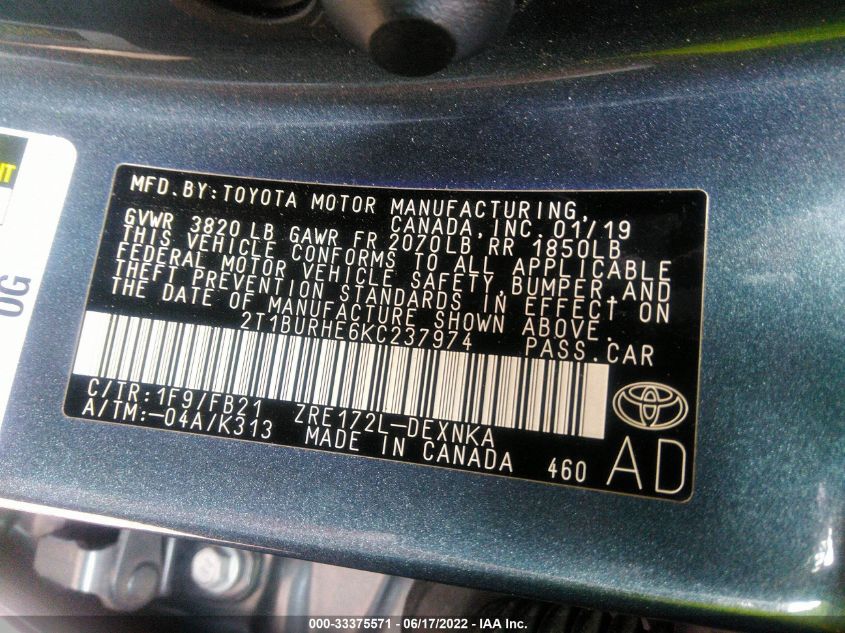 MFD.BY:TOYOTA MOTOR MANUFACTURING,
CANADA,INC.01/19
GVWR 3820LB GAWR FR 2070LB,RR 1850LB
THIS VEHICLE CONFORMS TO ALL APPLICABLE
FEDERAL MOTOR VEHICLE SAFETY,BUMPER,AND
THEFT PREVENTION STANDARDS IN EFFECT ON
THE DATE OF MANUFACTURE SHOWN ABOVE.
2T1BURHE6KC237974 PASS.CAR
C/TR:1F9/FB21 ZRE172L-DEXNKA
A/TM:-04A/K313 MADE IN CANADA 460 AD
OG
000-33375571 - 06/17/2022 - IAA Inc.